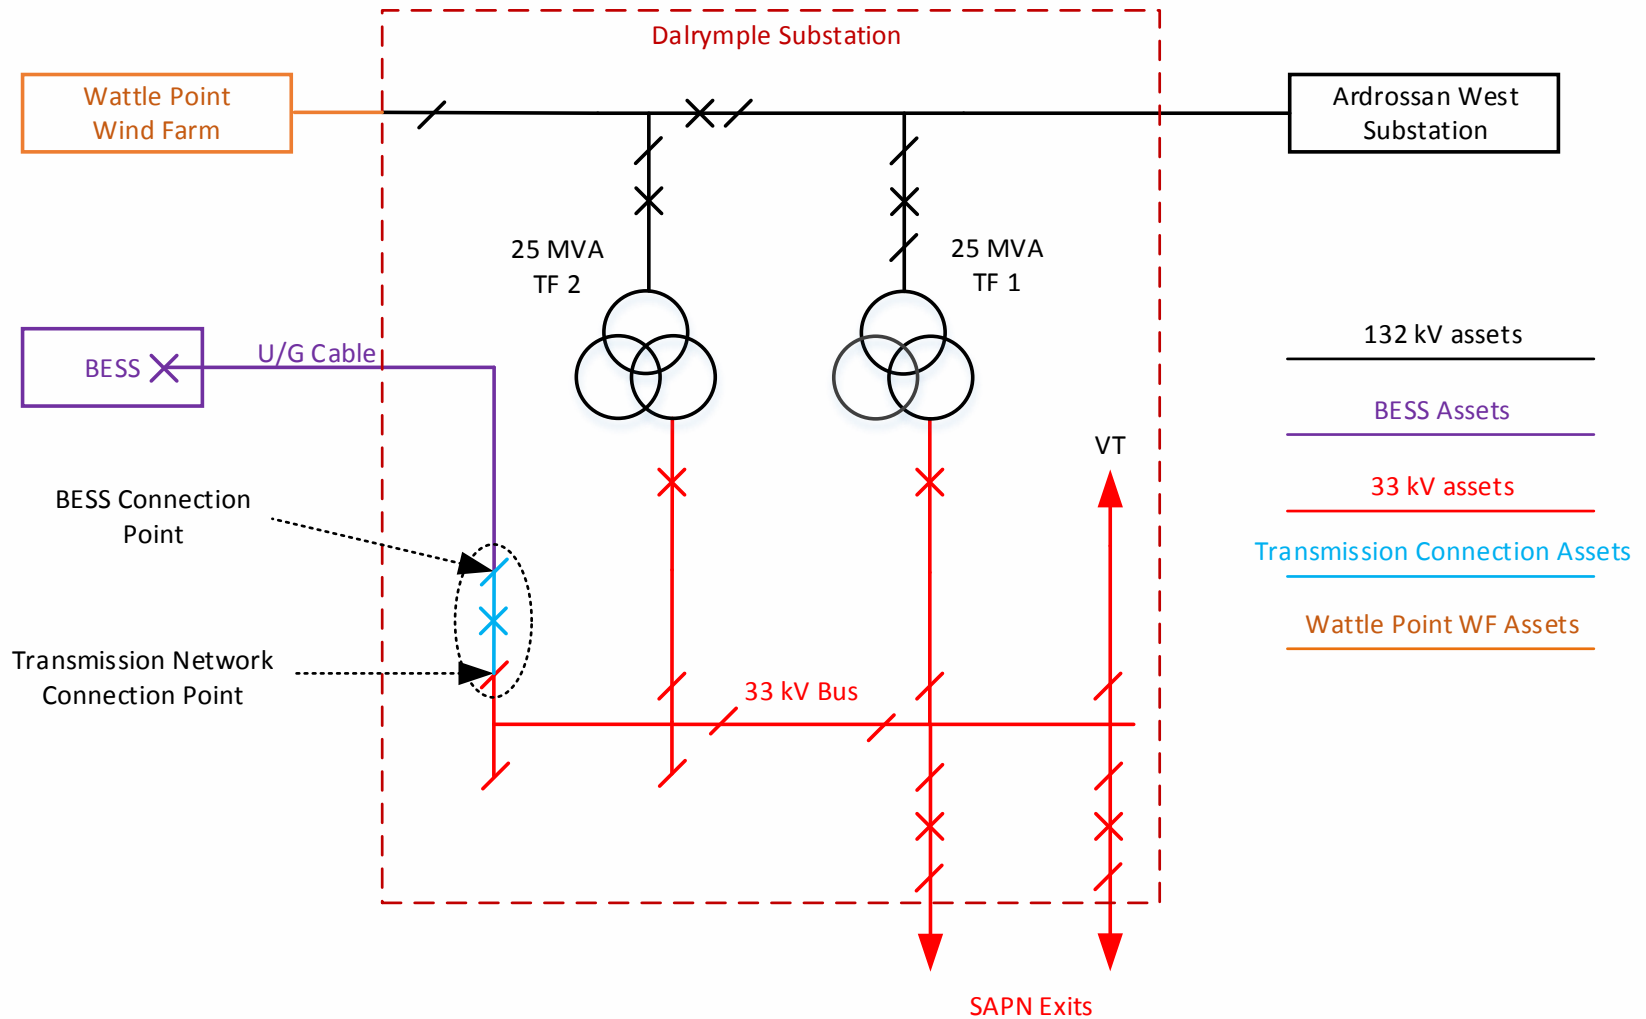 Dalrymple Substation
Wattle Point
Wind Farm
Ardrossan West
Substation
25 MVA
TF 2
25 MVA
TF 1
BESS
U/G Cable
132 kV assets
BESS Assets
VT
33 kV assets
BESS Connection
Point
Transmission Connection Assets
Wattle Point WF Assets
Transmission Network
Connection Point
33 kV Bus
SAPN Exits